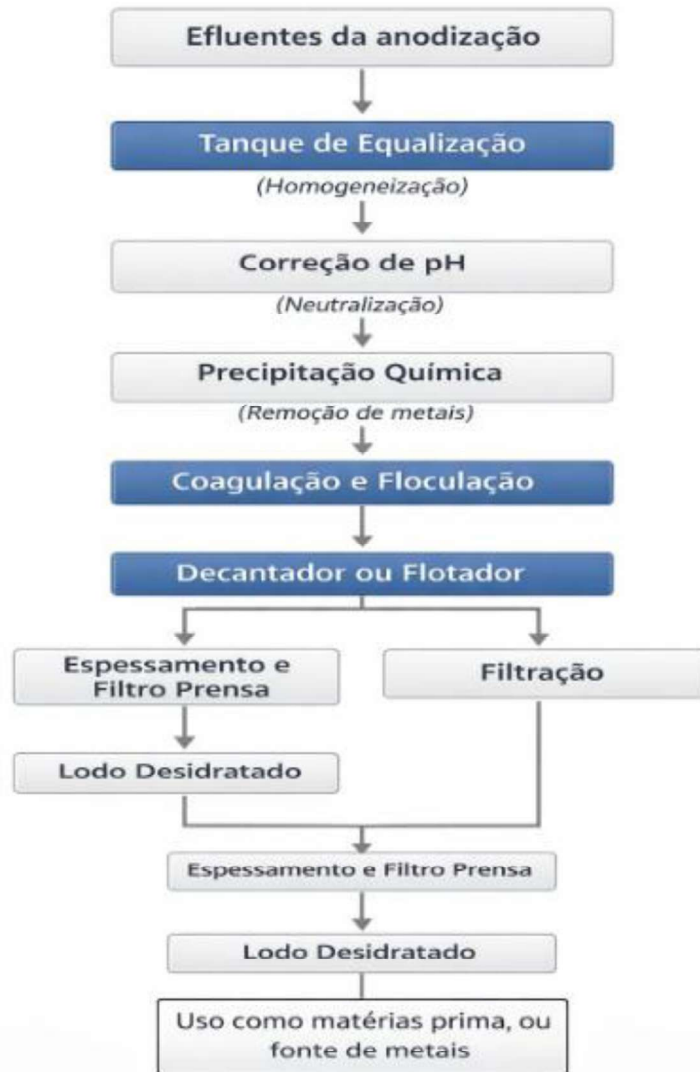 Efluentes da anodização
Tanque de Equalização
(Homogeneização)
Correção de pH
(Neutralização)
Precipitação Química
(Remoção de metais)
Coagulação e Floculação
Decantador ou Flotador
Espessamento e
Filtro Prensa
Filtração
Lodo Desidratado
Espessamento e Filtro Prensa
Lodo Desidratado
Uso como matérias prima, ou
fonte de metais